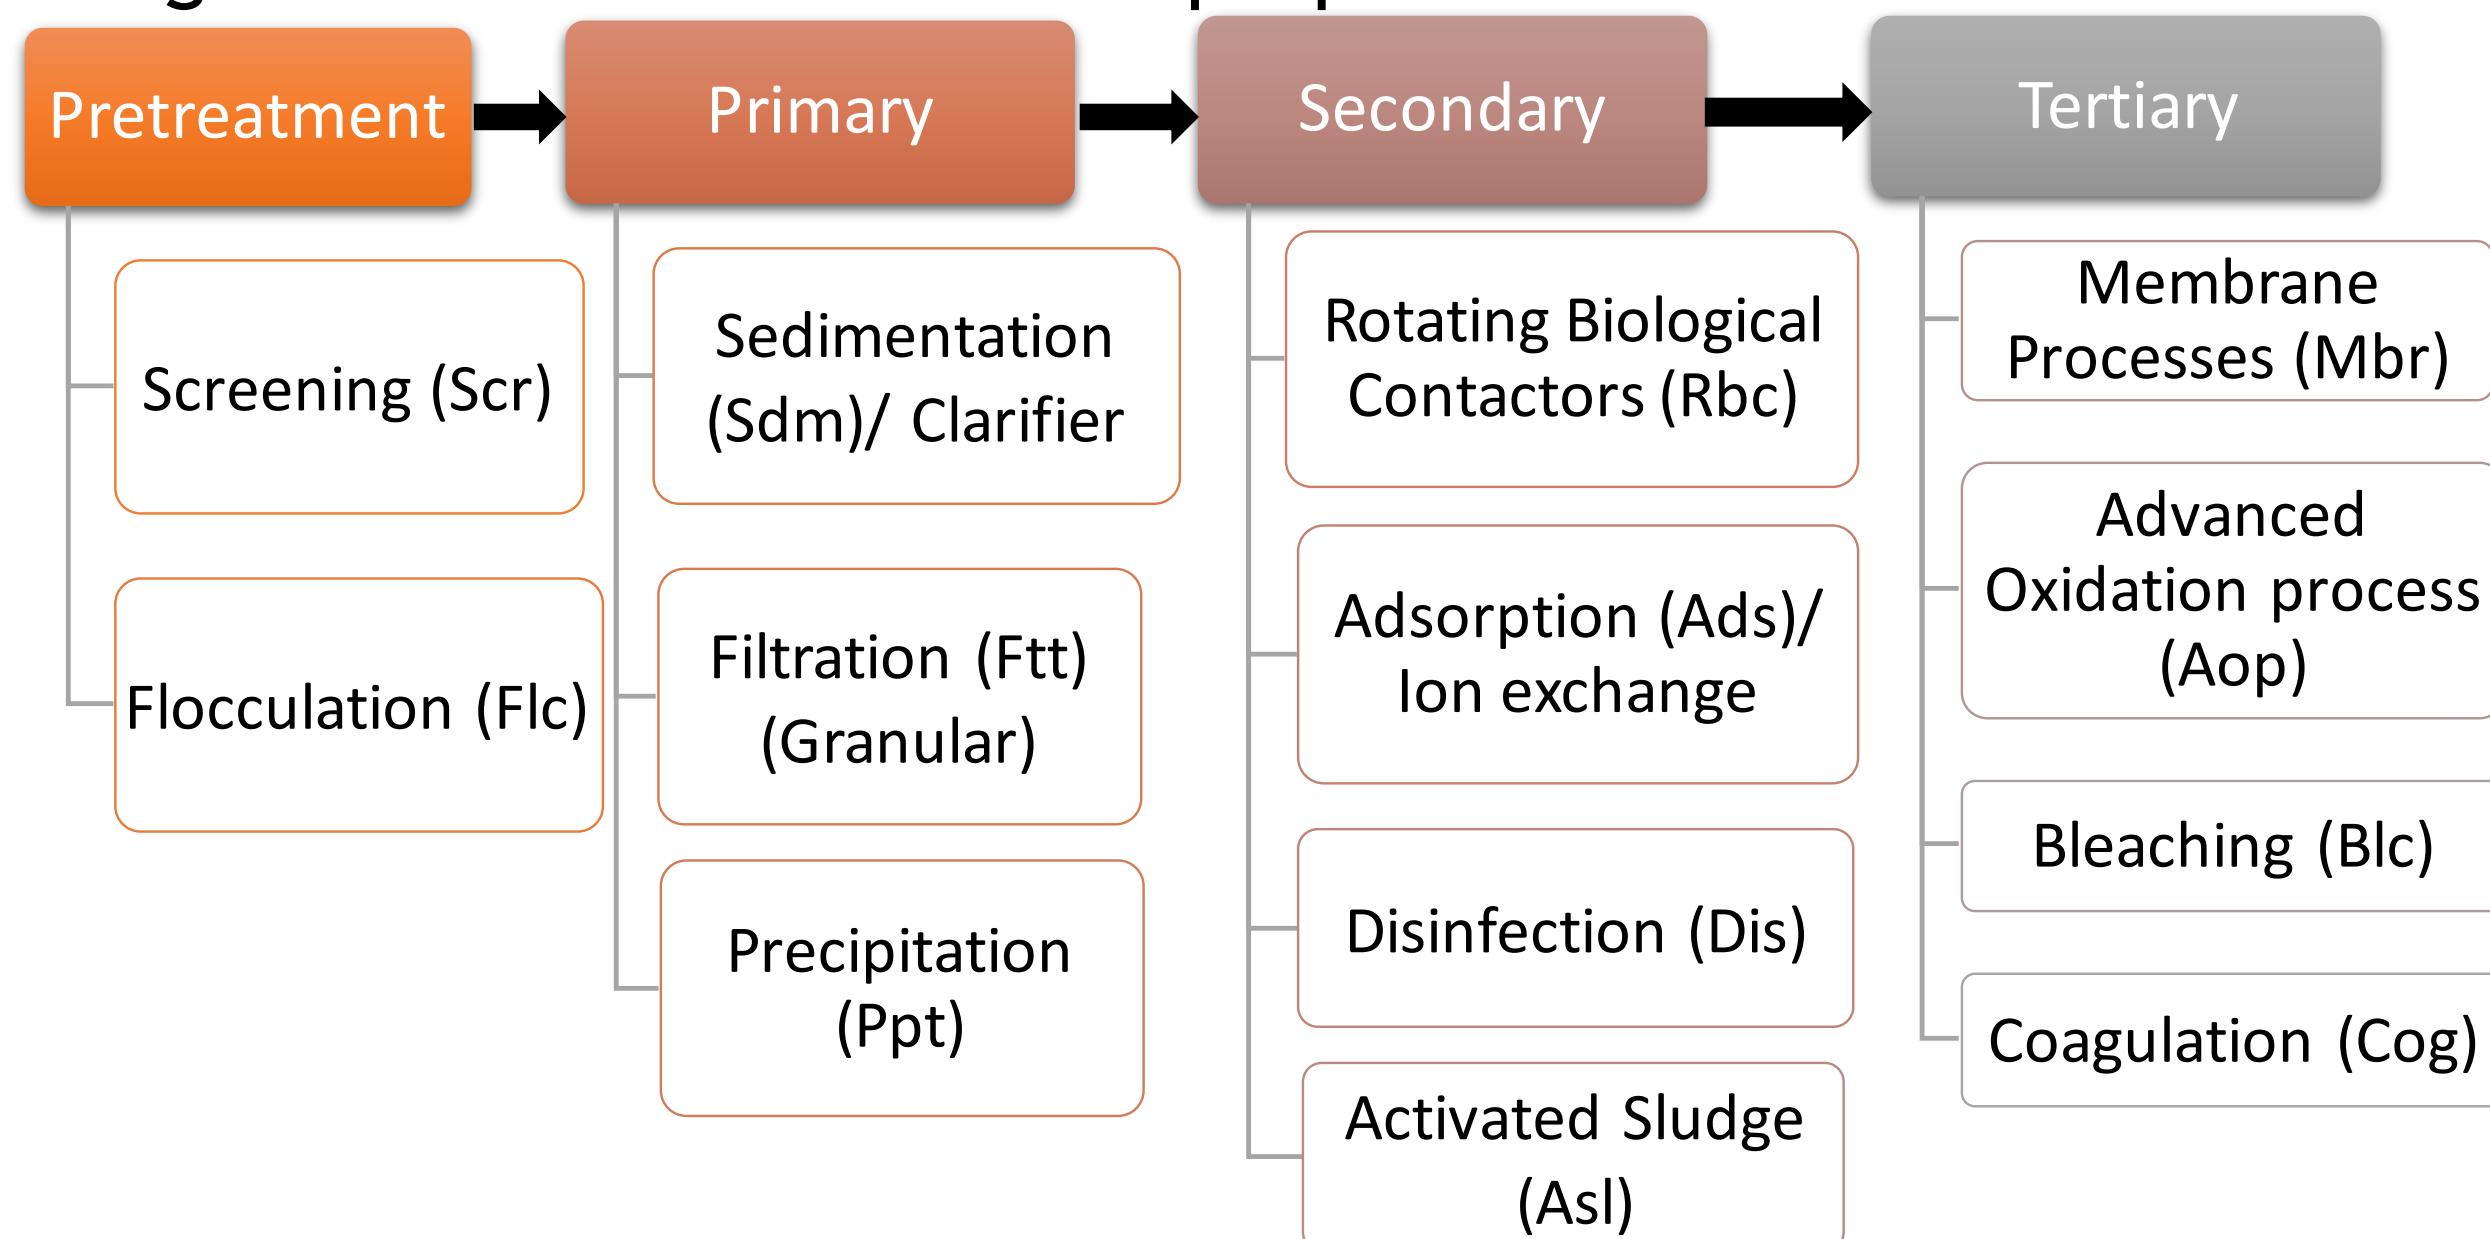 Pretreatment
Primary
Secondary
Tertiary
Screening (Scr)
Flocculation (Flc)
Sedimentation
(Sdm)/ Clarifier
Filtration (Ftt)
(Granular)
Precipitation
(Ppt)
Rotating Biological
Contactors (Rbc)
Adsorption (Ads)/
Ion exchange
Disinfection (Dis)
Activated Sludge
(Asl)
Membrane
Processes (Mbr)
Advanced
Oxidation process
(Aop)
Bleaching (Blc)
Coagulation (Cog)